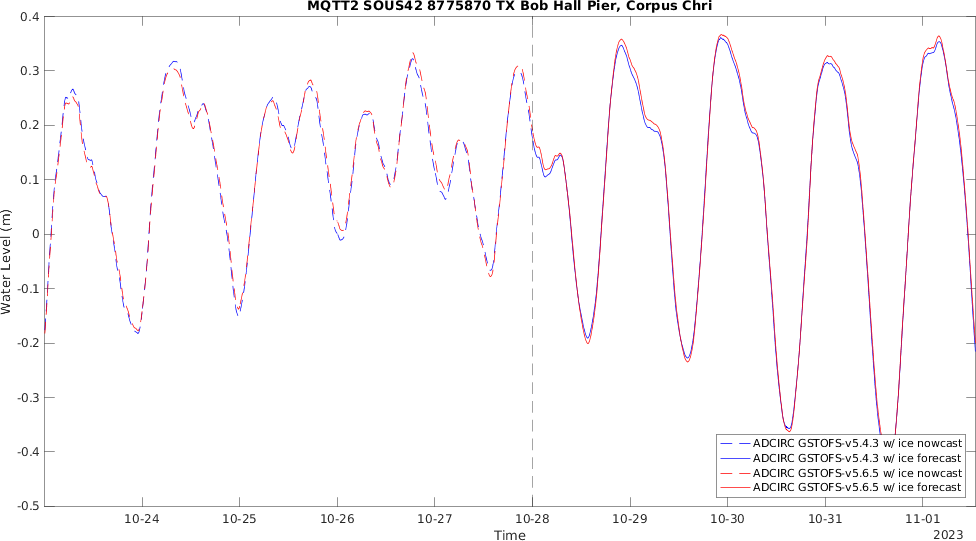 MQTT2 SOUS42 8775870 TX Bob Hall Pier, Corpus Chri
0.4
0.3
0.2
0.1
0
-0.1
-0.2
-0.3
-0.4
-0.5
Water Level (m)
ADCIRC GSTOFS-v5.4.3 w/ ice nowcast
ADCIRC GSTOFS-v5.4.3 w/ ice forecast
ADCIRC GSTOFS-v5.6.5 w/ ice nowcast
ADCIRC GSTOFS-v5.6.5 w/ ice forecast
10-24 10-25 10-26 10-27 10-28 10-29 10-30 10-31 11-01
Time
2023